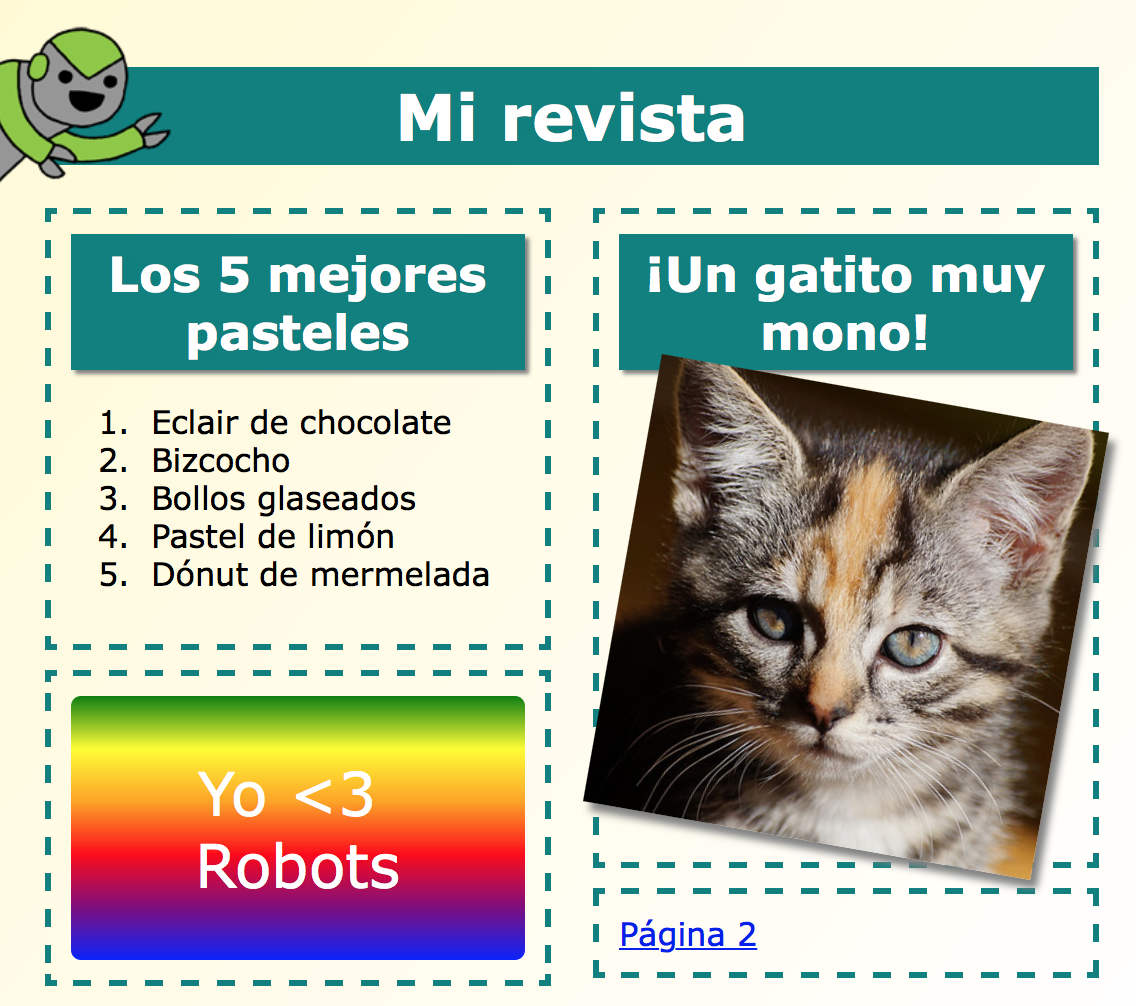 Mi revista
Los 5 mejores
pasteles
1. Eclair de chocolate
2. Bizcocho
3. Bollos glaseados
4. Pastel de limón
5. Dónut de mermelada
Yo <3
Robots
¡Un gatito muy
mono!
Página 2